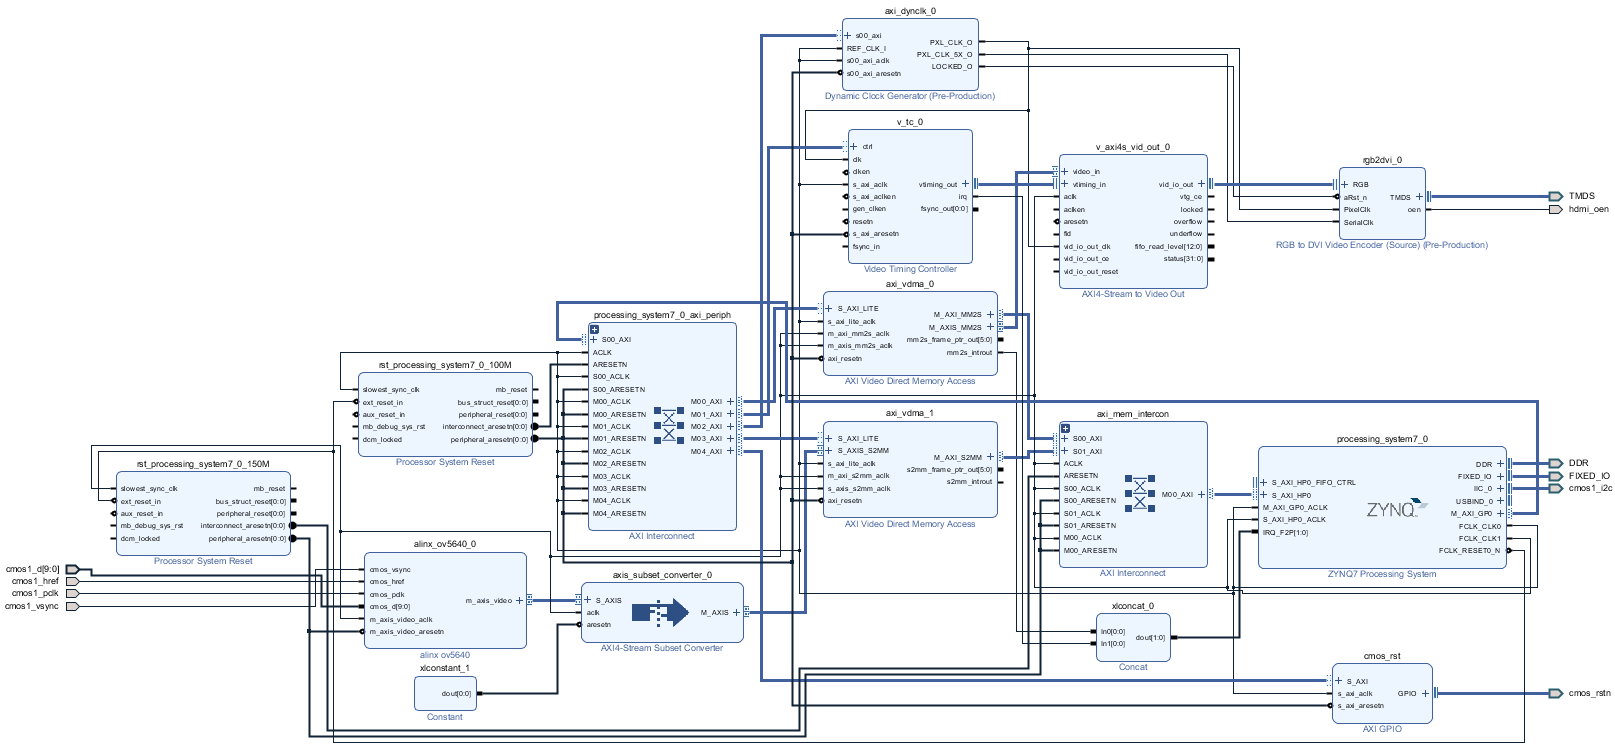 axi_dynclk_0
s00_axi
REF_CLK_I
s00_axi_aclk
s00_axi_aresetn
PXL_CLK_O
PXL_CLK_5X_O
LOCKED_O
Dynamic Clock Generator (Pre-Production)
v_tc_0
ctrl
clk
clken
s_axi_aclk
s_axi_aclken
gen_clken
resetn
s_axi_aresetn
fsync_in
vtiming_out
irq
fsync_out[0:0]
Video Timing Controller
v_axi4s_vid_out_0
video_in
vtiming_in
aclk
aclken
aresetn
fid
vid_io_out_clk
vid_io_out_ce
vid_io_out_reset
vid_io_out
vtg_ce
locked
overflow
underflow
fifo_read_level[12:0]
status[31:0]
AXI4-Stream to Video Out
rgb2dvi_0
RGB
aRst_n
PixelClk
SerialClk
TMDS
oen
RGB to DVI Video Encoder (Source) (Pre-Production)
TMDS
hdmi_oen
axi_vdma_0
S_AXI_LITE
s_axi_lite_aclk
m_axi_mm2s_aclk
m_axis_mm2s_aclk
axi_resetn
M_AXI_MM2S
M_AXIS_MM2S
mm2s_frame_ptr_out[5:0]
mm2s_introut
AXI Video Direct Memory Access
processing_system7_0_axi_periph
S00_AXI
ACLK
ARESETN
S00_ACLK
S00_ARESETN
M00_ACLK
M00_ARESETN
M01_ACLK
M01_ARESETN
M02_ACLK
M02_ARESETN
M03_ACLK
M03_ARESETN
M04_ACLK
M04_ARESETN
M00_AXI
M01_AXI
M02_AXI
M03_AXI
M04_AXI
AXI Interconnect
rst_processing_system7_0_100M
slowest_sync_clk
ext_reset_in
aux_reset_in
mb_debug_sys_rst
dcm_locked
mb_reset
bus_struct_reset[0:0]
peripheral_reset[0:0]
interconnect_aresetn[0:0]
peripheral_aresetn[0:0]
Processor System Reset
rst_processing_system7_0_150M
slowest_sync_clk
ext_reset_in
aux_reset_in
mb_debug_sys_rst
dcm_locked
mb_reset
bus_struct_reset[0:0]
peripheral_reset[0:0]
interconnect_aresetn[0:0]
peripheral_aresetn[0:0]
Processor System Reset
axi_vdma_1
S_AXI_LITE
S_AXIS_S2MM
s_axi_lite_aclk
m_axi_s2mm_aclk
s_axis_s2mm_aclk
axi_resetn
M_AXI_S2MM
s2mm_frame_ptr_out[5:0]
s2mm_introut
AXI Video Direct Memory Access
axi_mem_intercon
S00_AXI
S01_AXI
ACLK
ARESETN
S00_ACLK
S00_ARESETN
S01_ACLK
S01_ARESETN
M00_ACLK
M00_ARESETN
M00_AXI
AXI Interconnect
processing_system7_0
S_AXI_HP0_FIFO_CTRL
S_AXI_HP0
M_AXI_GP0_ACLK
S_AXI_HP0_ACLK
IRQ_F2P[1:0]
ZYNQ
DDR
FIXED_IO
IIC_0
USBIND_0
M_AXI_GP0
FCLK_CLK0
FCLK_CLK1
FCLK_RESET0_N
ZYNQ7 Processing System
DDR
FIXED_IO
cmos1_i2c
cmos1_d[9:0]
cmos1_href
cmos1_pclk
cmos1_vsync
alinx_ov5640_0
cmos_vsync
cmos_href
cmos_pclk
cmos_d[9:0]
m_axis_video_aclk
m_axis_video_aresetn
m_axis_video
alinx ov5640
axis_subset_converter_0
S_AXIS
aclk
aresetn
M_AXIS
AXI4-Stream Subset Converter
xlconstant_1
dout[0:0]
Constant
xlconcat_0
In0[0:0]
In1[0:0]
dout[1:0]
Concat
cmos_rst
S_AXI
s_axi_aclk
s_axi_aresetn
GPIO
AXI GPIO
cmos_rstn